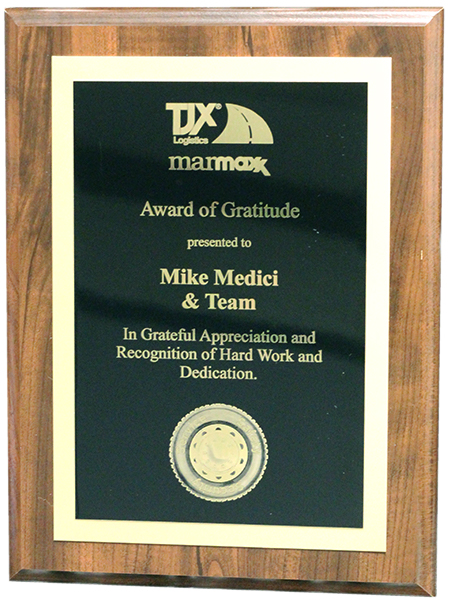 TJX®
Logistics
marmaxx
Award of Gratitude
presented to
Mike Medici
& Team
In Grateful Appreciation and
Recognition of Hard Work and
Dedication.